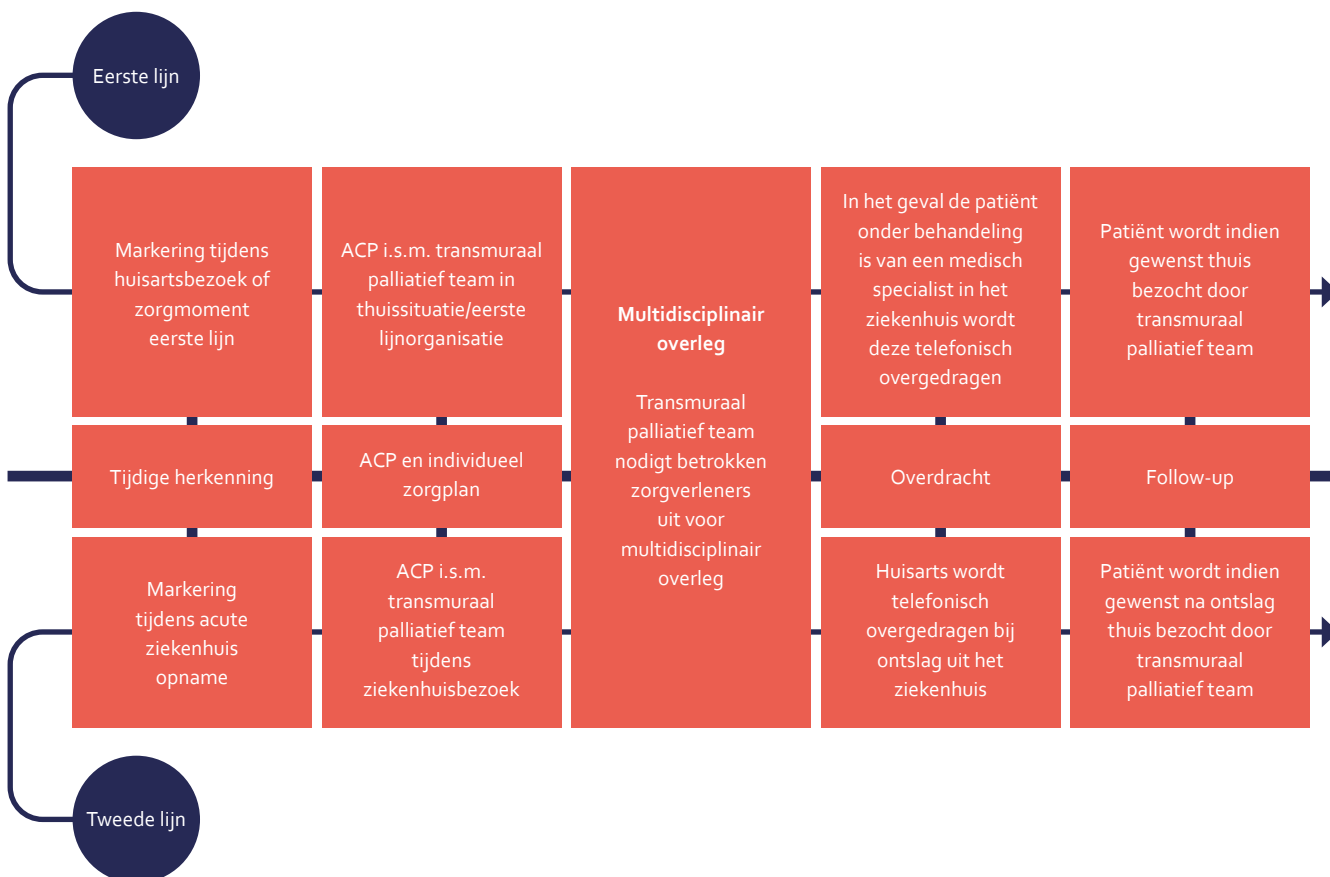 Eerste lijn
Markering tijdens
huisartsbezoek of
zorgmoment
eerste lijn
ACP i.s.m. transmuraal
palliatief team in
thuissituatie/eerste
lijnorganisatie
Multidisciplinair
overleg
Transmuraal
palliatief team
nodigt betrokken
zorgverleners
uit voor
multidisciplinair
overleg
In het geval de patiënt
onder behandeling
is van een medisch
specialist in het
ziekenhuis wordt
deze telefonisch
overgedragen
Patiënt wordt indien
gewenst thuis
bezocht door
transmuraal
palliatief team
Tijdige herkenning
ACP en individueel
zorgplan
Overdracht
Follow-up
Markering
tijdens acute
ziekenhuis
opname
ACP i.s.m.
transmuraal
palliatief team
tijdens
ziekenhuisbezoek
Huisarts wordt
telefonisch
overgedragen bij
ontslag uit het
ziekenhuis
Patiënt wordt indien
gewenst na ontslag
thuis bezocht door
transmuraal
palliatief team
Tweede lijn